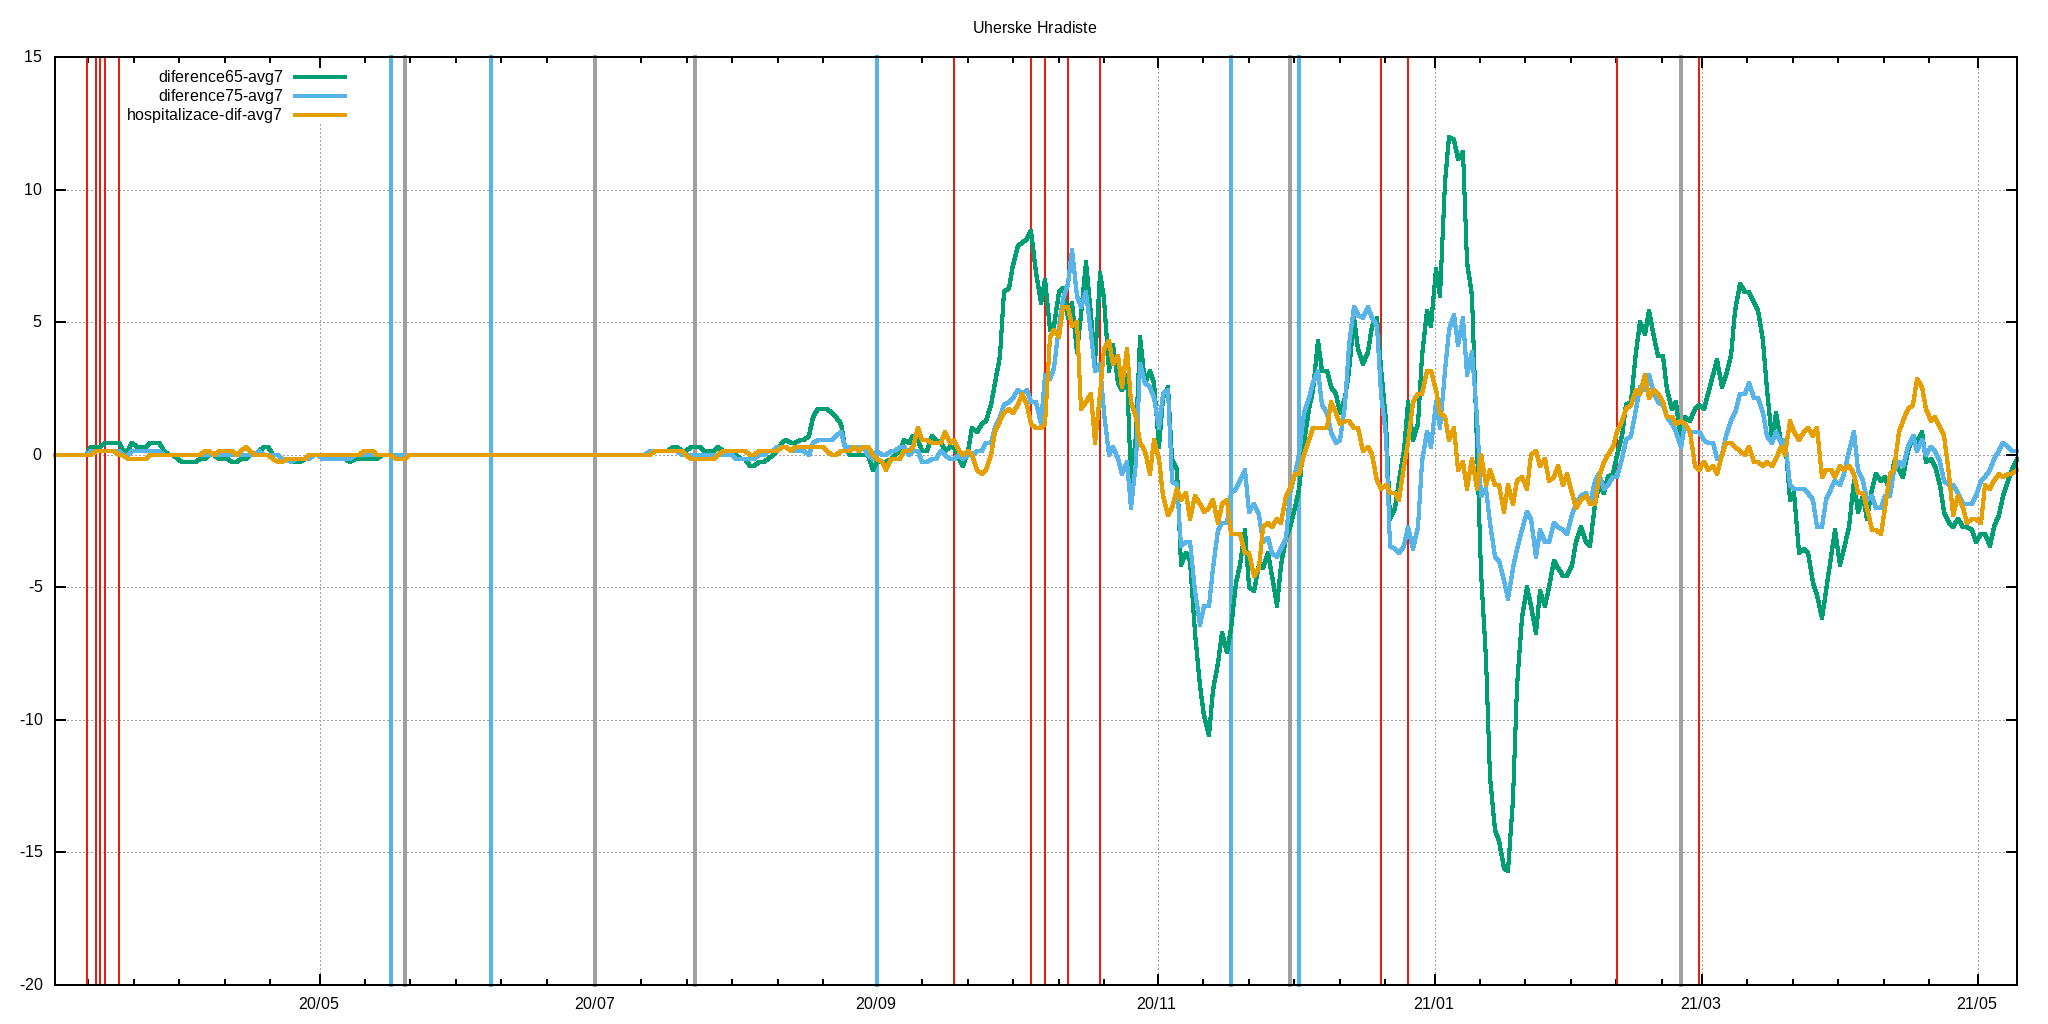 Uherske Hradiste
15
10
5
0
-5
-10
-15
-20
diference65-avg7
diference75-avg7
hospitalizace-dif-avg7
20/05 20/07 20/09 20/11 21/01 21/03 21/05